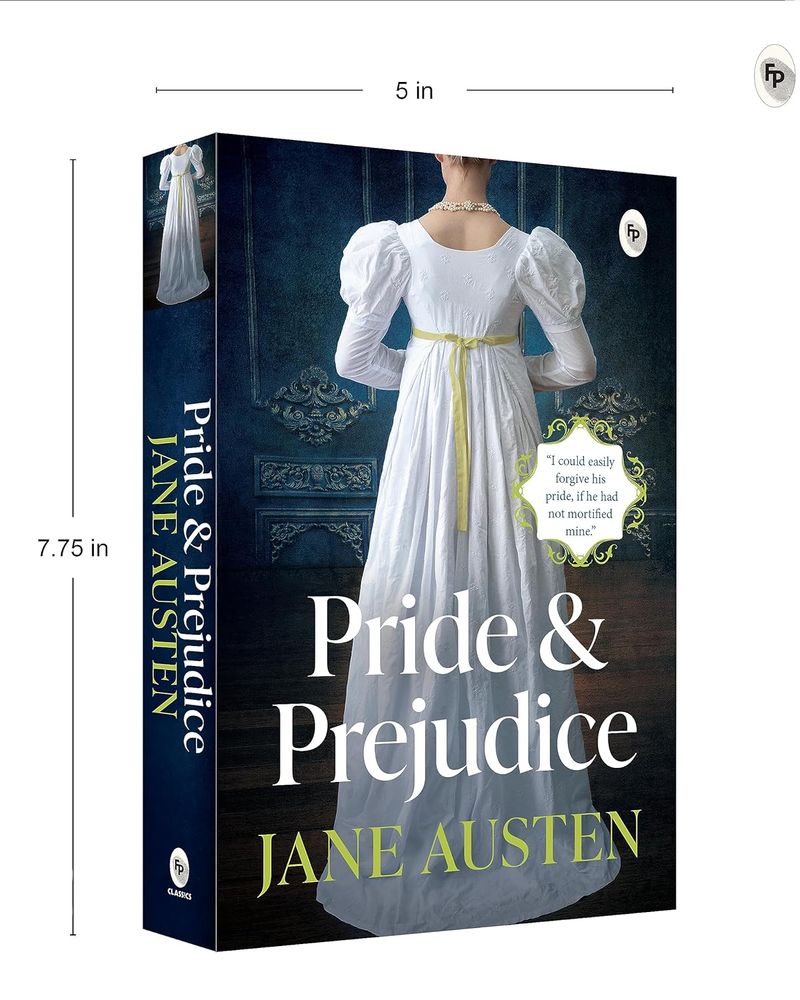 FP
5 in
7.75 in
Pride & Prejudice
JANE AUSTEN
FP
CLASSICS
FP
“I could easily
forgive his
pride, if he had
not mortified
mine.”
Pride &
Prejudice
JANE AUSTEN